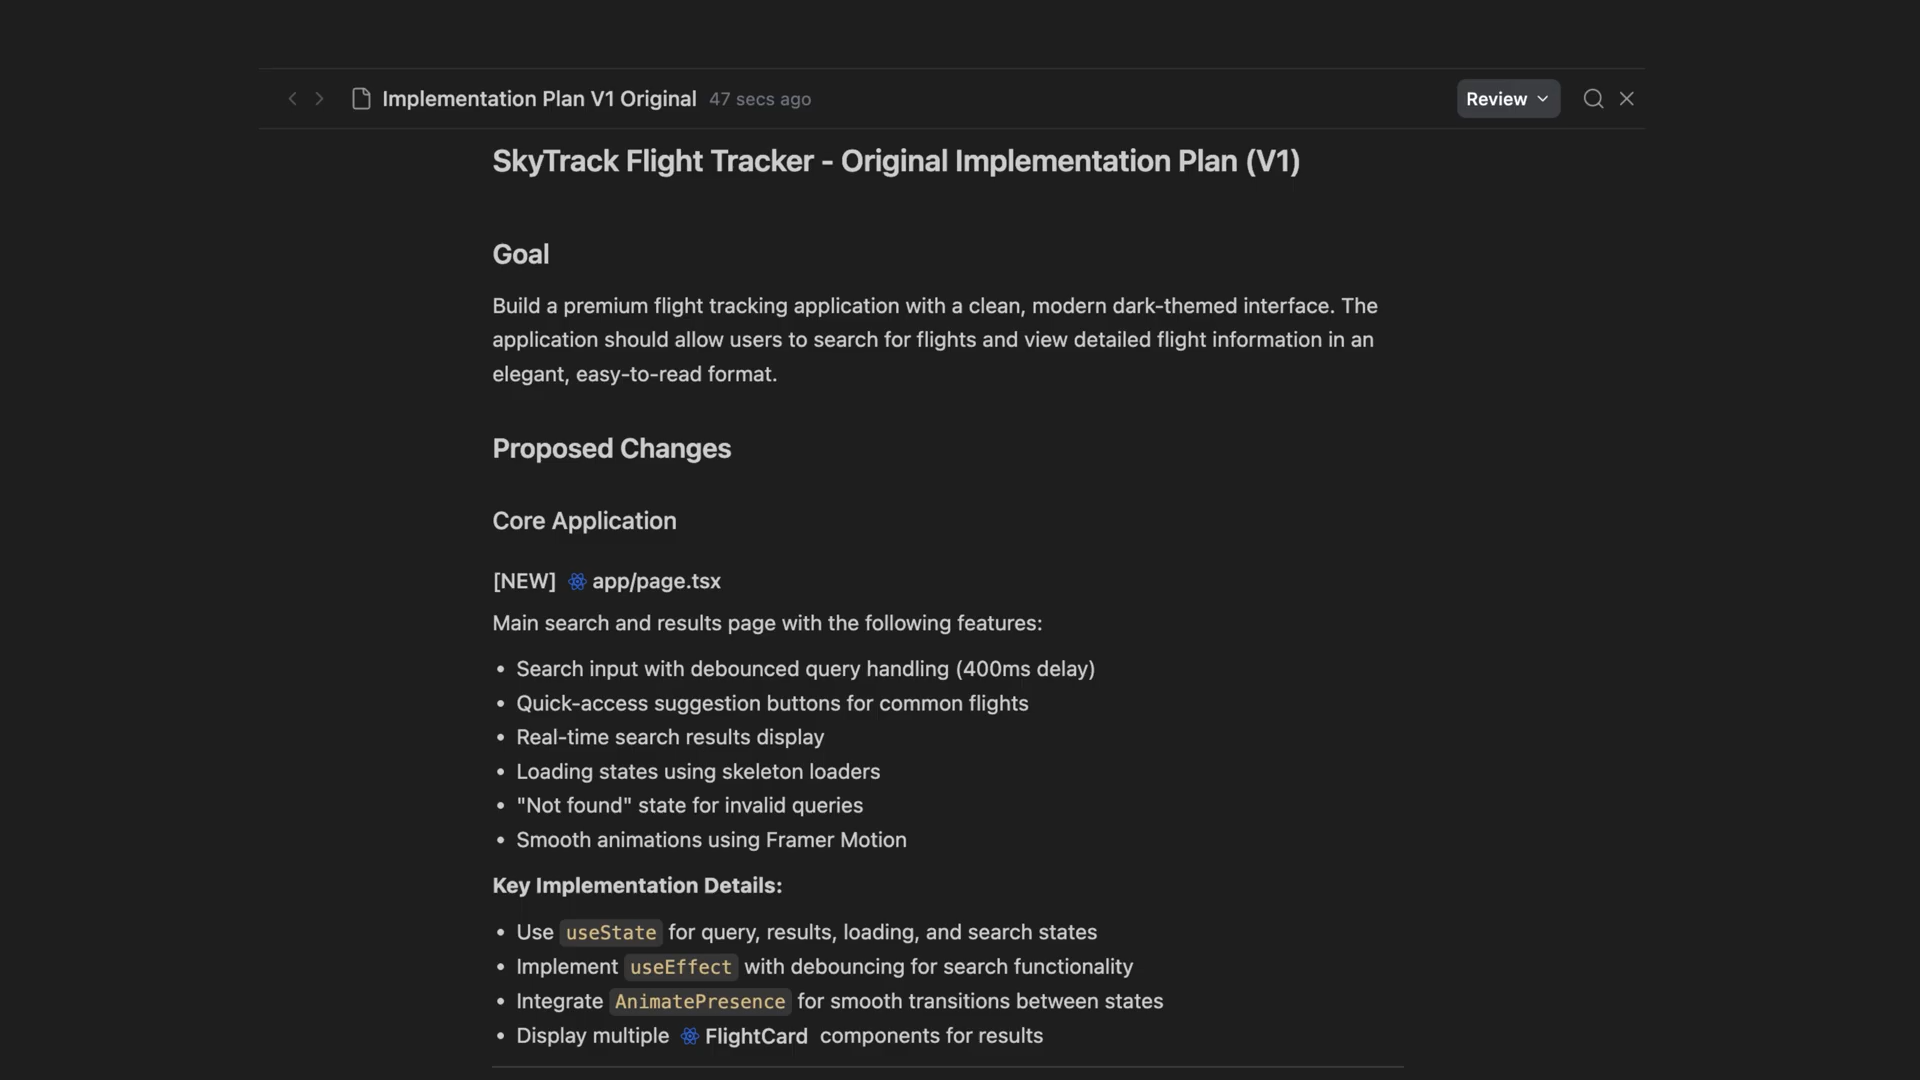 Implementation Plan V1 Original 47 secs ago Review
SkyTrack Flight Tracker - Original Implementation Plan (V1)
Goal
Build a premium flight tracking application with a clean, modern dark-themed interface. The
application should allow users to search for flights and view detailed flight information in an
elegant, easy-to-read format.
Proposed Changes
Core Application
[NEW] app/page.tsx
Main search and results page with the following features:
• Search input with debounced query handling (400ms delay)
• Quick-access suggestion buttons for common flights
• Real-time search results display
• Loading states using skeleton loaders
• "Not found" state for invalid queries
• Smooth animations using Framer Motion
Key Implementation Details:
• Use useState for query, results, loading, and search states
• Implement useEffect with debouncing for search functionality
• Integrate AnimatePresence for smooth transitions between states
• Display multiple FlightCard components for results